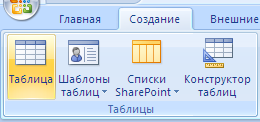 Главная Создание Внешние
Таблица Шаблоны таблиц Списки SharePoint Конструктор таблиц
Таблицы